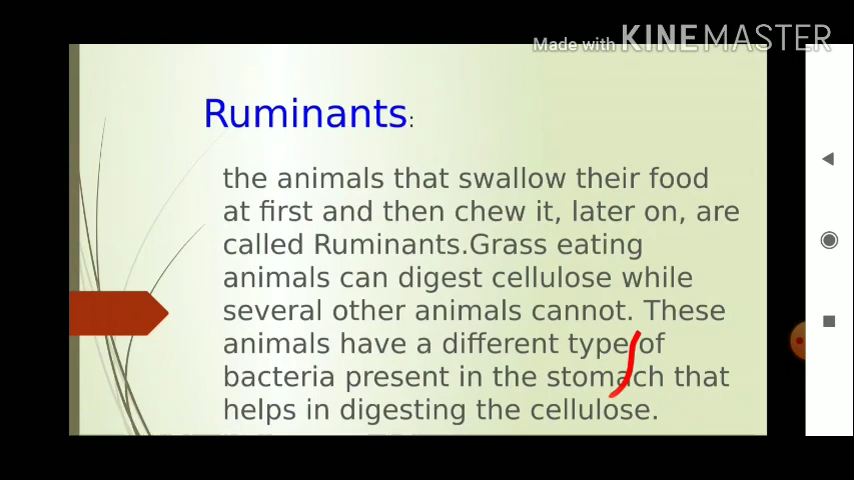 Made with KINEMASTER
Ruminants:
the animals that swallow their food
at first and then chew it, later on, are
called Ruminants.Grass eating
animals can digest cellulose while
several other animals cannot. These
animals have a different type of
bacteria present in the stomach that
helps in digesting the cellulose.